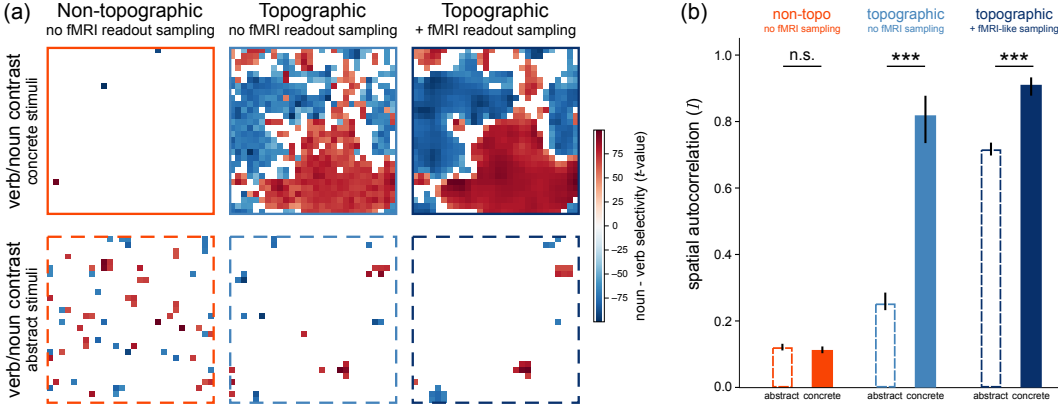 (a)
Non-topographic
no fMRI readout sampling
Topographic
no fMRI readout sampling
Topographic
+ fMRI readout sampling
verb/noun contrast
concrete stimuli
verb/noun contrast
abstract stimuli
75
50
25
0
−25
−50
−75
noun - verb selectivity (t-value)
(b)
non-topo
no fMRI sampling
topographic
no fMRI sampling
topographic
+ fMRI-like sampling
n.s.
***
***
spatial autocorrelation (I)
1.0
0.8
0.6
0.4
0.2
0.0
abstract concrete
abstract concrete
abstract concrete